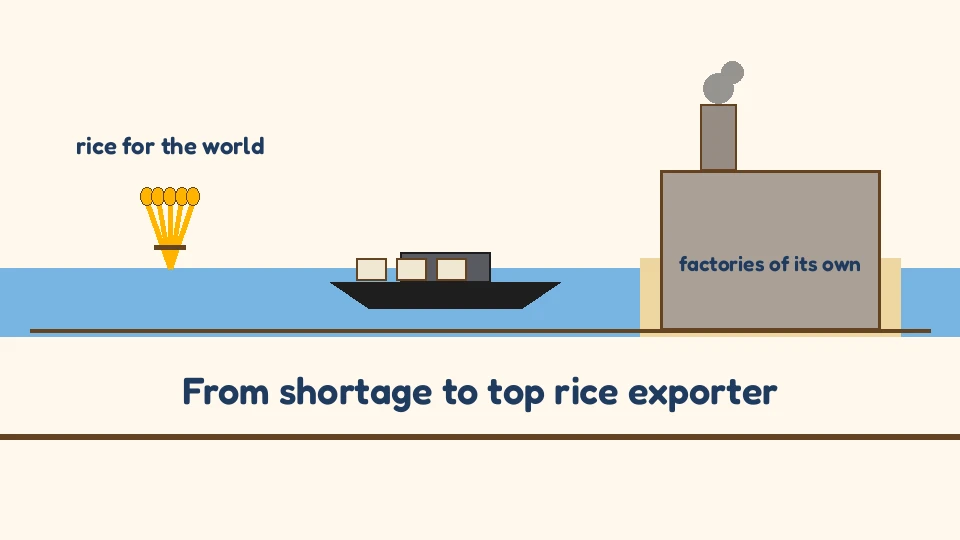 rice for the world
factories of its own
From shortage to top rice exporter